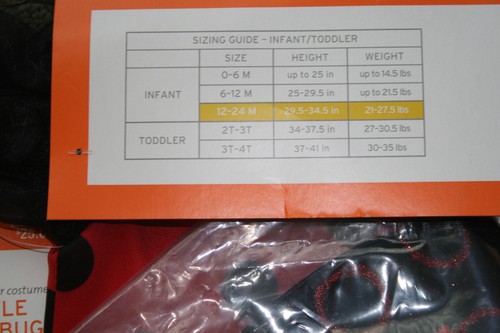 SIZING GUIDE – INFANT/TODDLER
SIZE HEIGHT WEIGHT
INFANT
0–6 M up to 25 in up to 14.5 lbs
6–12 M 25–29.5 in up to 21.5 lbs
12–24 M 29.5–34.5 in 21–27.5 lbs
TODDLER
2T–3T 34–37.5 in 27–30.5 lbs
3T–4T 37–41 in 30–35 lbs
r costume
LE
BUG